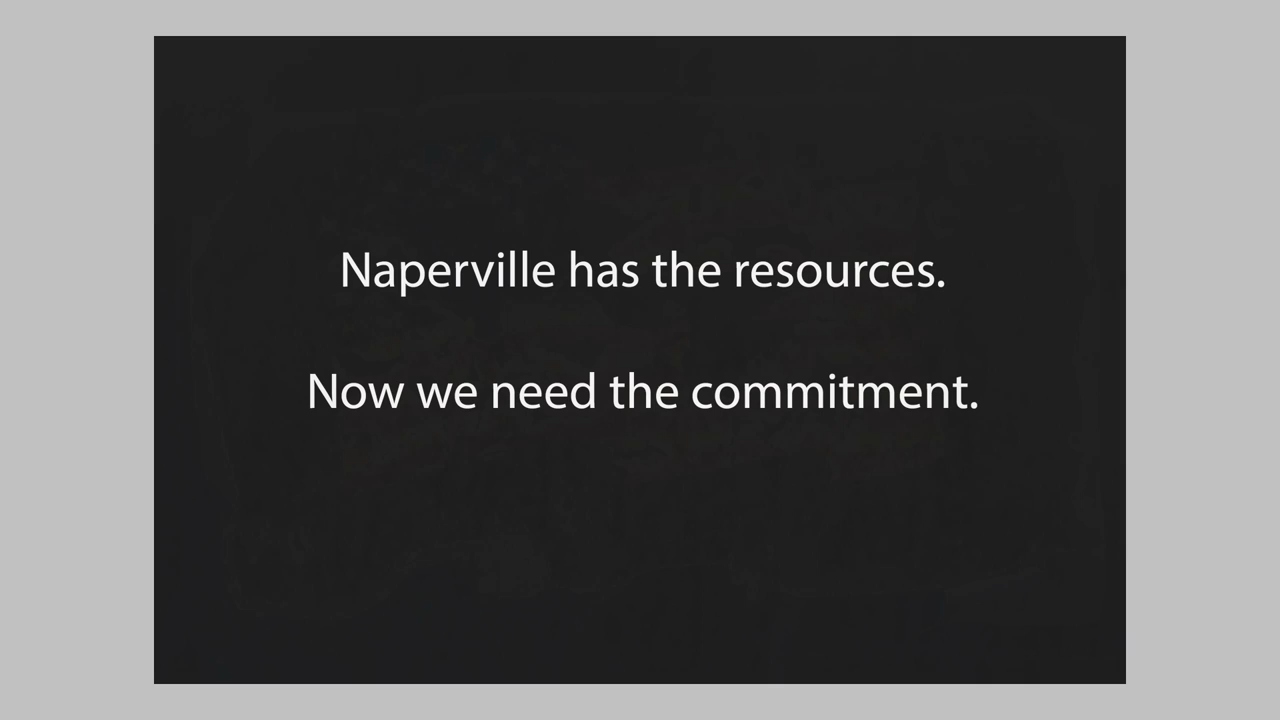 Naperville has the resources.
Now we need the commitment.